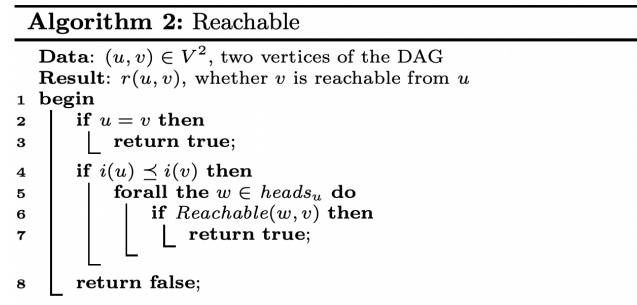 Algorithm 2: Reachable
Data: (u, v) ∈ V², two vertices of the DAG
Result: r(u, v), whether v is reachable from u
1 begin
2 if u = v then
3 return true;
4 if i(u) ⪯ i(v) then
5 forall the w ∈ heads_u do
6 if Reachable(w, v) then
7 return true;
8 return false;